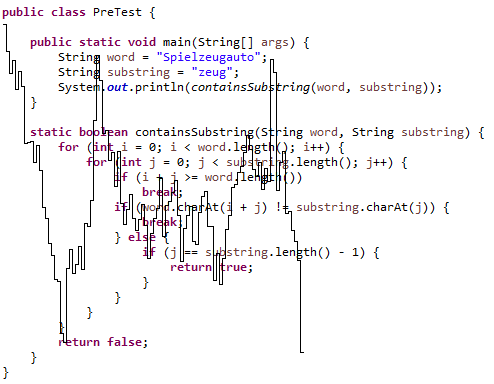 public class PreTest {
public static void main(String[] args) {
String word = "Spielzeugauto";
String substring = "zeug";
System.out.println(containsSubstring(word, substring));
}
static boolean containsSubstring(String word, String substring) {
for (int i = 0; i < word.length(); i++) {
for (int j = 0; j < substring.length(); j++) {
if (i + j >= word.length())
break;
if (word.charAt(i + j) != substring.charAt(j)) {
break;
} else {
if (j == substring.length() - 1) {
return true;
}
}
}
}
return false;
}
}